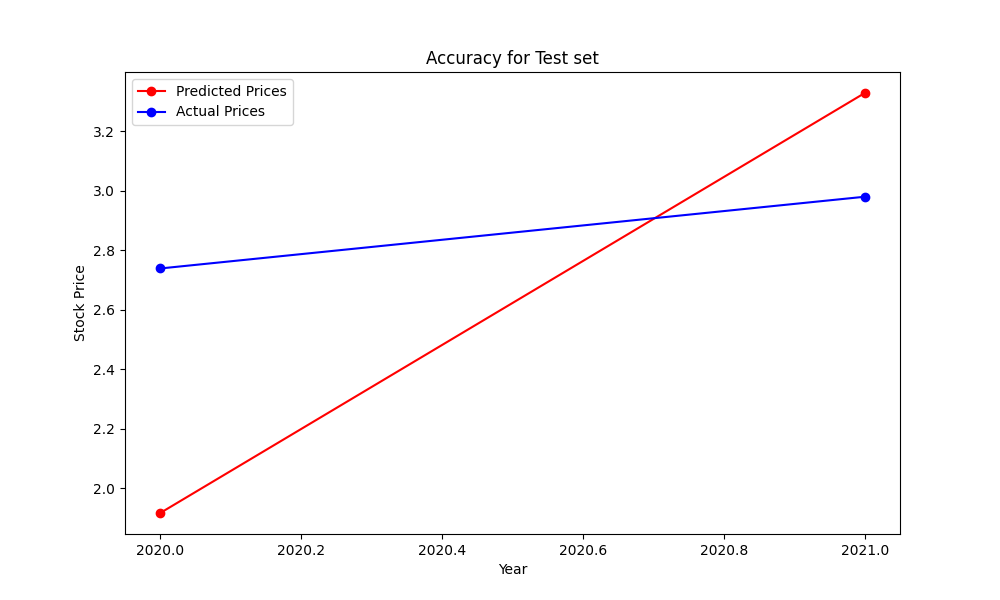 Accuracy for Test set
Predicted Prices
Actual Prices
Stock Price
3.2
3.0
2.8
2.6
2.4
2.2
2.0
2020.0 2020.2 2020.4 2020.6 2020.8 2021.0
Year